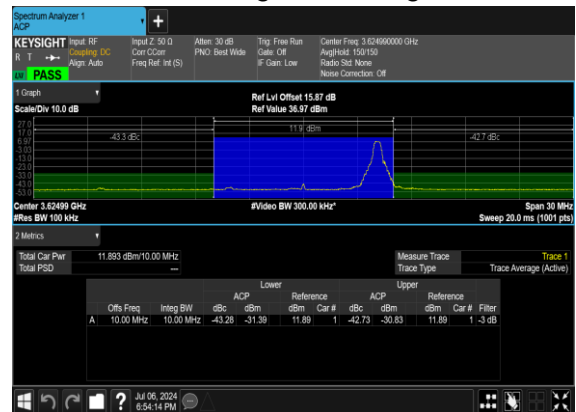 Spectrum Analyzer 1
ACP
KEYSIGHT Input: RF Input Z: 50 Ω Atten: 30 dB Trig: Free Run Center Freq: 3.624990000 GHz
R T Coupling: DC Corr CCorr PNO: Best Wide Gate: Off Avg|Hold: 150/150
Align: Auto Freq Ref: Int (S) IF Gain: Low Radio Std: None
PASS Noise Correction: Off
1 Graph Ref Lvl Offset 15.87 dB
Scale/Div 10.0 dB Ref Value 36.97 dBm
27.0 11.9 dBm
17.0 -43.3 dBc -42.7 dBc
6.97
-3.03
-13.0
-23.0
-33.0
-43.0
-53.0
Center 3.62499 GHz #Video BW 300.00 kHz* Span 30 MHz
#Res BW 100 kHz Sweep 20.0 ms (1001 pts)
2 Metrics
Total Car Pwr 11.893 dBm/10.00 MHz Measure Trace Trace 1
Total PSD --- Trace Type Trace Average (Active)
Lower Upper
ACP Reference ACP Reference
Offs Freq Integ BW dBc dBm dBm Car # dBc dBm dBm Car # Filter
A 10.00 MHz 10.00 MHz -43.28 -31.39 11.89 1 -42.73 -30.83 11.89 1 -3 dB
Jul 06, 2024
6:54:14 PM